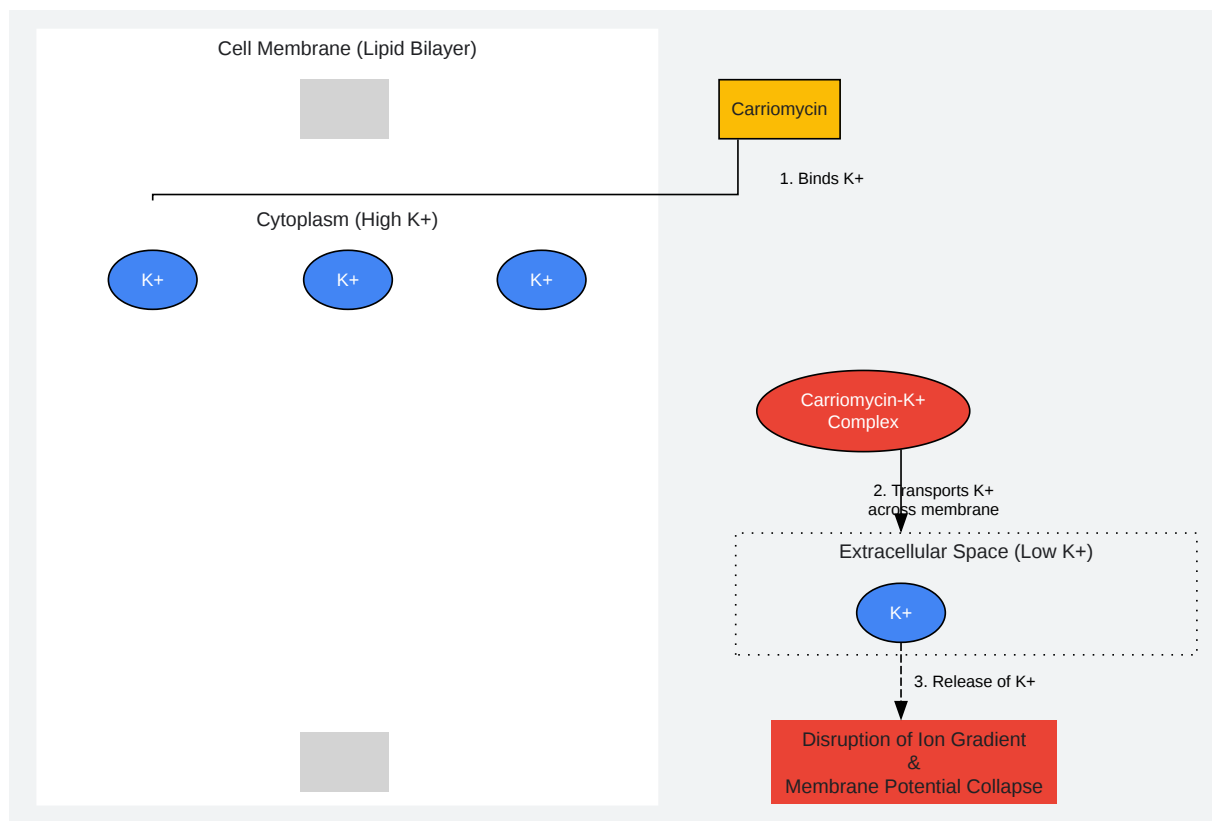 Cell Membrane (Lipid Bilayer)
Carriomycin
1. Binds K+
Cytoplasm (High K+)
K+
K+
K+
Carriomycin-K+
Complex
2. Transports K+
across membrane
Extracellular Space (Low K+)
K+
3. Release of K+
Disruption of Ion Gradient
&
Membrane Potential Collapse